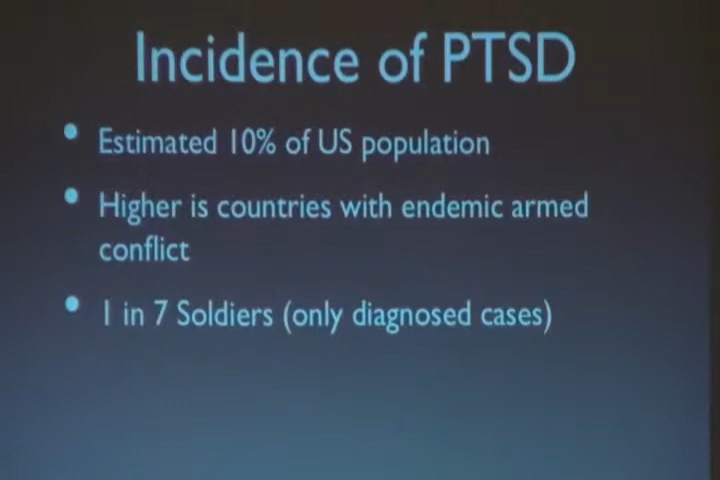 Incidence of PTSD
• Estimated 10% of US population
• Higher is countries with endemic armed
conflict
• 1 in 7 Soldiers (only diagnosed cases)